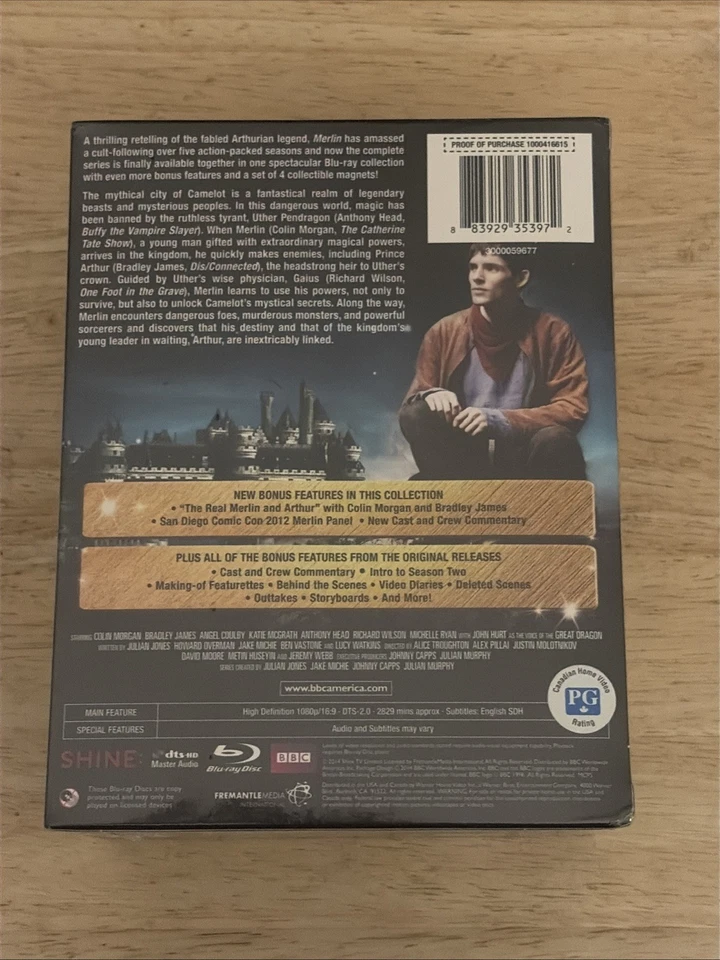 A thrilling retelling of the fabled Arthurian legend, Merlin has amassed
a cult-following over five action-packed seasons and now the complete
series is finally available together in one spectacular Blu-ray collection
with even more bonus features and a set of 4 collectible magnets!
The mythical city of Camelot is a fantastical realm of legendary
beasts and mysterious peoples. In this dangerous world, magic has
been banned by the ruthless tyrant, Uther Pendragon (Anthony Head,
Buffy the Vampire Slayer). When Merlin (Colin Morgan, The Catherine
Tate Show), a young man gifted with extraordinary magical powers,
arrives in the kingdom, he quickly makes enemies, including Prince
Arthur (Bradley James, Dis/Connected), the headstrong heir to Uther's
crown. Guided by Uther's wise physician, Gaius (Richard Wilson,
One Foot in the Grave), Merlin learns to use his powers, not only to
survive, but also to unlock Camelot's mystical secrets. Along the way,
Merlin encounters dangerous foes, murderous monsters, and powerful
sorcerers and discovers that his destiny and that of the kingdom's
young leader in waiting, Arthur, are inextricably linked.
PROOF OF PURCHASE 1000416615
8 83929 35397 2
3000059677
NEW BONUS FEATURES IN THIS COLLECTION
• "The Real Merlin and Arthur" with Colin Morgan and Bradley James
• San Diego Comic Con 2012 Merlin Panel • New Cast and Crew Commentary
PLUS ALL OF THE BONUS FEATURES FROM THE ORIGINAL RELEASES
• Cast and Crew Commentary • Intro to Season Two
• Making-of Featurettes • Behind the Scenes • Video Diaries • Deleted Scenes
• Outtakes • Storyboards • And More!
STARRING COLIN MORGAN BRADLEY JAMES ANGEL COULBY KATIE MCGRATH ANTHONY HEAD RICHARD WILSON MICHELLE RYAN WITH JOHN HURT AS THE VOICE OF THE GREAT DRAGON
WRITTEN BY JULIAN JONES HOWARD OVERMAN JAKE MICHIE BEN VASTONE AND LUCY WATKINS DIRECTED BY ALICE TROUGHTON ALEX PILLAI JUSTIN MOLOTNIKOV
DAVID MOORE METIN HUSEYIN AND JEREMY WEBB EXECUTIVE PRODUCERS JOHNNY CAPPS JULIAN MURPHY
SERIES CREATED BY JULIAN JONES JAKE MICHIE JOHNNY CAPPS JULIAN MURPHY
www.bbcamerica.com
Canadian Home Video
PG
Rating
MAIN FEATURE High Definition 1080p/16:9 · DTS-2.0 · 2829 mins approx · Subtitles: English SDH
SPECIAL FEATURES Audio and Subtitles may vary
SHINE
dts-HD
Master Audio
Blu-ray Disc
BBC
These Blu-ray Discs are copy
protected and may only be
played on licensed devices
FREMANTLEMEDIA
INTERNATIONAL